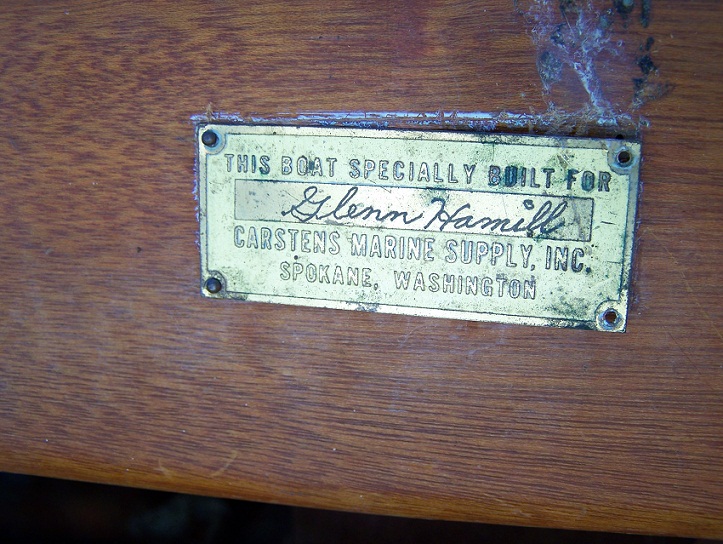 THIS BOAT SPECIALLY BUILT FOR
Glenn Hamill
CARSTENS MARINE SUPPLY, INC.
SPOKANE, WASHINGTON